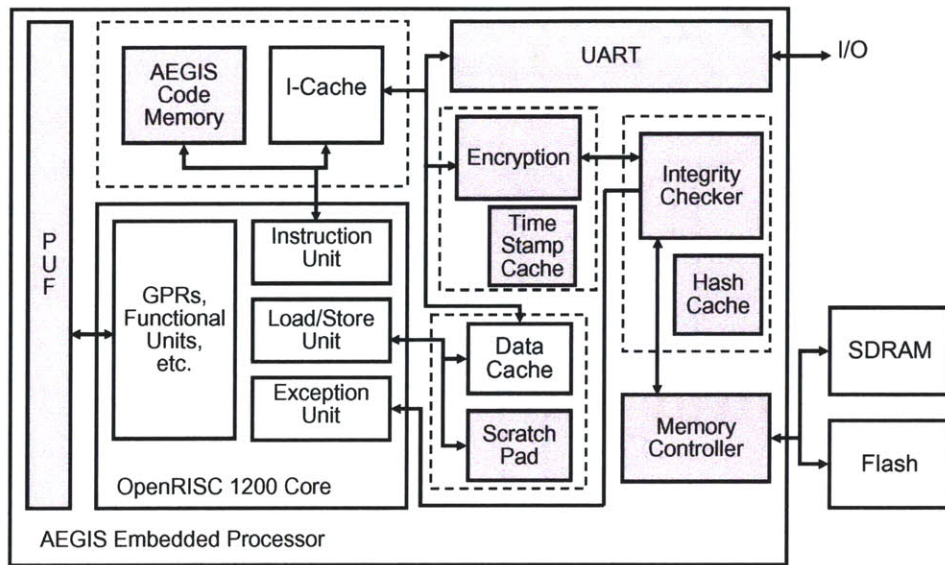 UART
I/O
AEGIS
Code
Memory
I-Cache
Encryption
Time
Stamp
Cache
Integrity
Checker
Hash
Cache
P
U
F
GPRs,
Functional
Units,
etc.
Instruction
Unit
Load/Store
Unit
Exception
Unit
Data
Cache
Scratch
Pad
Memory
Controller
SDRAM
Flash
OpenRISC 1200 Core
AEGIS Embedded Processor